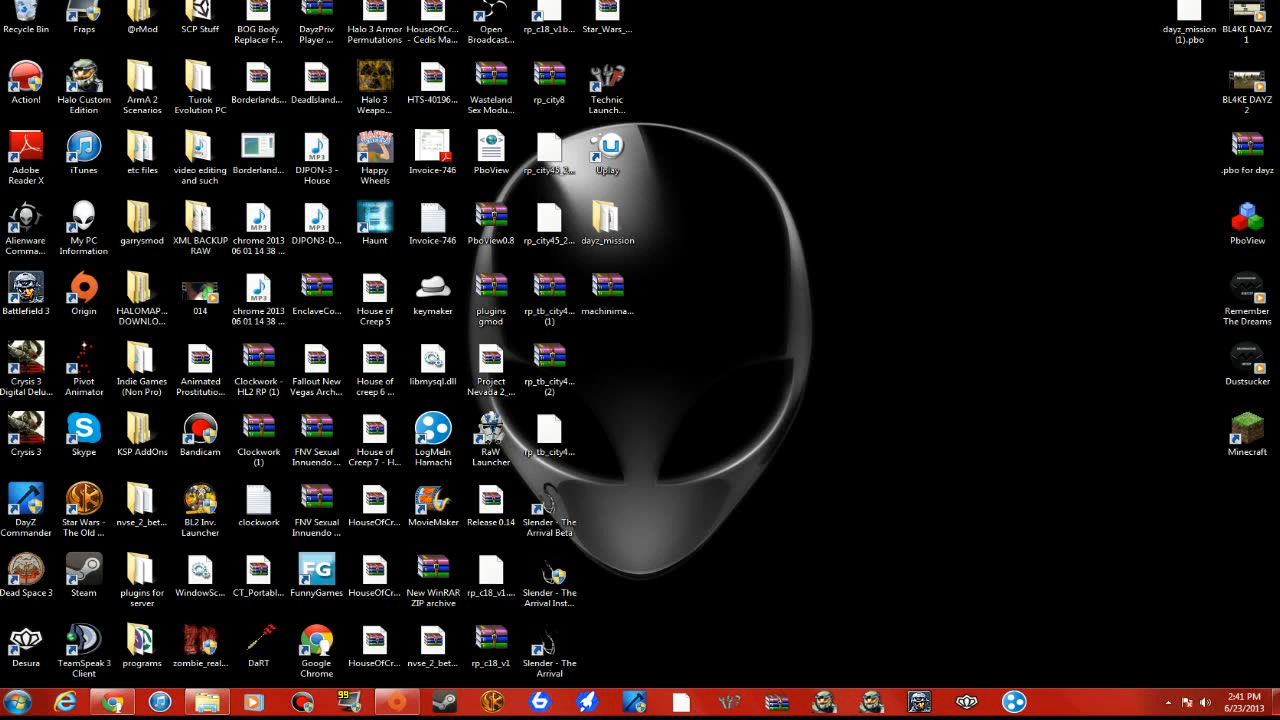 Recycle Bin
Fraps
@rMod
SCP Stuff
BOG Body
Replacer F...
DayzPriv
Player ...
Halo 3 Armor
Permutations
HouseOfCr...
- Cedis Ma...
Open
Broadcast...
rp_c18_v1b...
Star_Wars_...
dayz_mission
(1).pbo
BL4KE DAYZ
1
Action!
Halo Custom
Edition
ArmA 2
Scenarios
Turok
Evolution PC
Borderlands...
DeadIsland...
Halo 3
Weapo...
HTS-40196...
Wasteland
Sex Modu...
rp_city8
Technic
Launch...
BL4KE DAYZ
2
Adobe
Reader X
iTunes
etc files
video editing
and such
Borderland...
MP3
DJPON-3 -
House
Happy
Wheels
Invoice-746
PboView
rp_city45_2...
Uplay
.pbo for dayz
Alienware
Comma...
My PC
Information
garrysmod
XML BACKUP
RAW
chrome 2013
06 01 14 38 ...
DJPON3-D...
Haunt
Invoice-746
PboView0.8
rp_city45_2...
dayz_mission
PboView
Battlefield 3
Origin
HALOMAP...
DOWNLO...
014
MP3
chrome 2013
06 01 14 38 ...
EnclaveCo...
House of
Creep 5
keymaker
plugins
gmod
rp_tb_city4...
(1)
machinima...
Remember
The Dreams
Crysis 3
Digital Delu...
Pivot
Animator
Indie Games
(Non Pro)
Animated
Prostitutio...
Clockwork -
HL2 RP (1)
Fallout New
Vegas Arch...
House of
creep 6 ...
libmysql.dll
Project
Nevada 2_...
rp_tb_city4...
(2)
Dustsucker
Crysis 3
Skype
KSP AddOns
Bandicam
Clockwork
(1)
FNV Sexual
Innuendo ...
House of
Creep 7 - H...
LogMeIn
Hamachi
RaW
Launcher
rp_tb_city4...
Minecraft
DayZ
Commander
Star Wars -
The Old ...
nvse_2_bet...
BL2 Inv.
Launcher
clockwork
FNV Sexual
Innuendo ...
HouseOfCr...
MovieMaker
Release 0.14
Slender - The
Arrival Beta
Dead Space 3
Steam
plugins for
server
WindowSc...
CT_Portabl...
FG
FunnyGames
HouseOfCr...
New WinRAR
ZIP archive
rp_c18_v1....
Slender - The
Arrival Inst...
Desura
TeamSpeak 3
Client
programs
zombie_real...
DaRT
Google
Chrome
HouseOfCr...
nvse_2_bet...
rp_c18_v1
Slender - The
Arrival
99
2:41 PM
6/23/2013